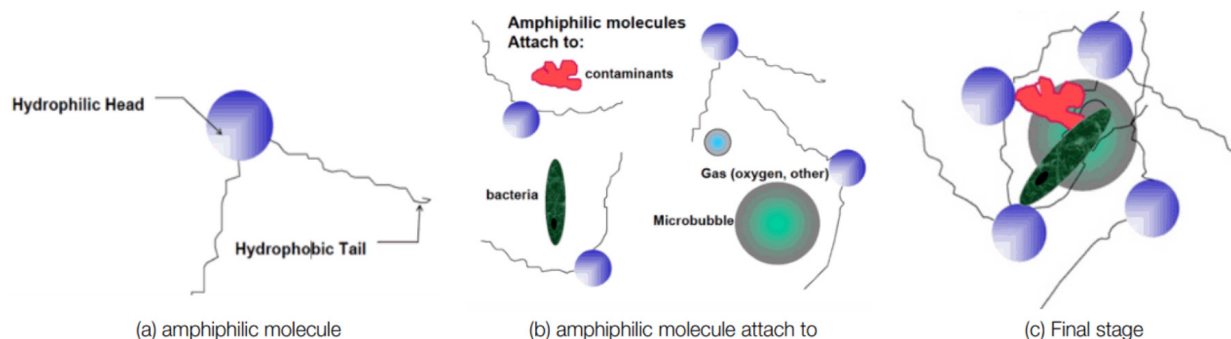 Hydrophilic Head
Hydrophobic Tail
(a) amphiphilic molecule
Amphiphilic molecules
Attach to:
contaminants
bacteria
Gas (oxygen, other)
Microbubble
(b) amphiphilic molecule attach to
(c) Final stage